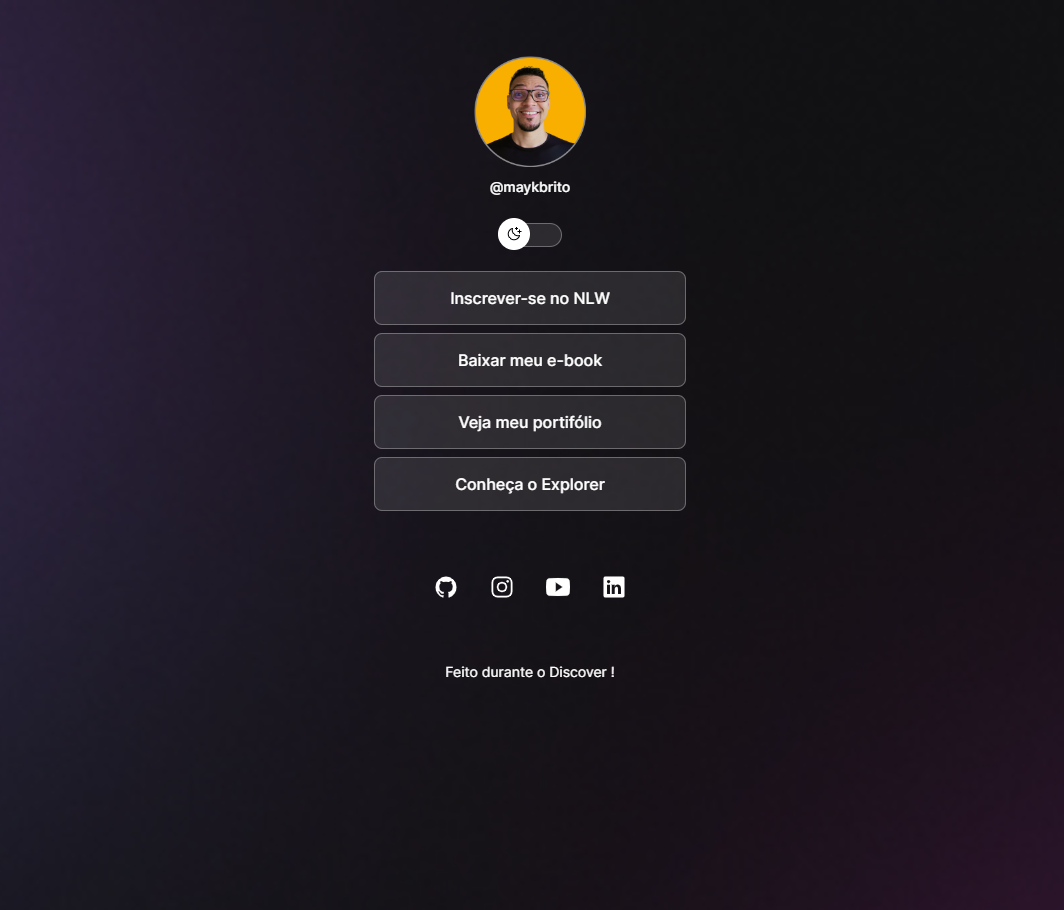 @maykbrito
Inscrever-se no NLW
Baixar meu e-book
Veja meu portifólio
Conheça o Explorer
Feito durante o Discover !